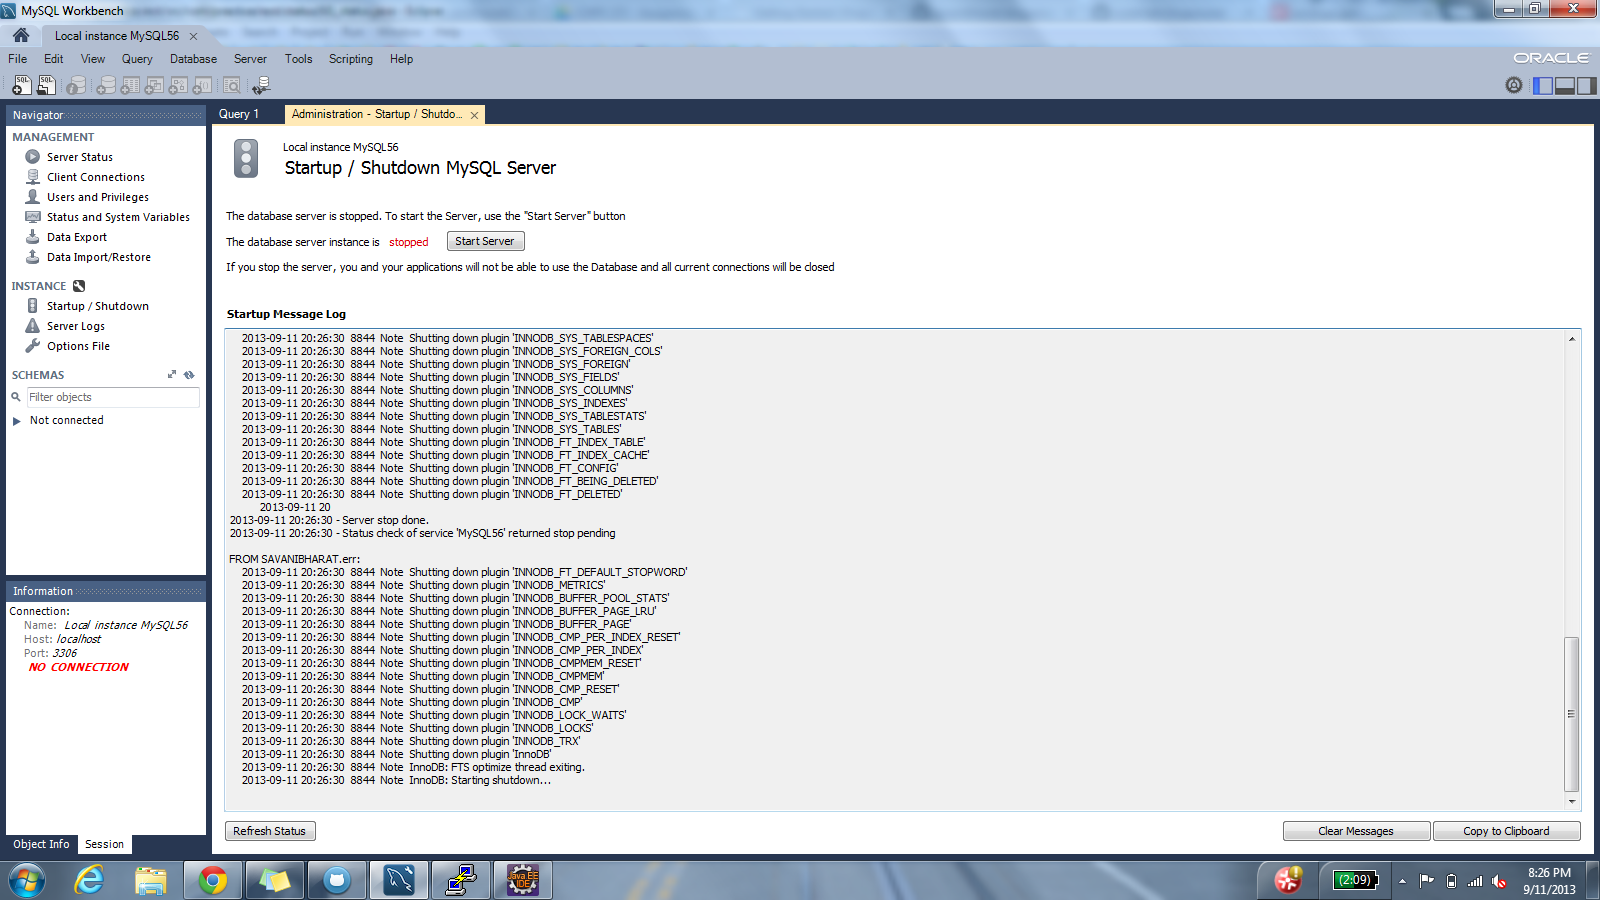 MySQL Workbench
Local instance MySQL56
File Edit View Query Database Server Tools Scripting Help
ORACLE
SQL SQL
Navigator
MANAGEMENT
Server Status
Client Connections
Users and Privileges
Status and System Variables
Data Export
Data Import/Restore
INSTANCE
Startup / Shutdown
Server Logs
Options File
SCHEMAS
Filter objects
Not connected
Information
Connection:
Name: Local instance MySQL56
Host: localhost
Port: 3306
NO CONNECTION
Object Info Session
Query 1 Administration - Startup / Shutdo...
Local instance MySQL56
Startup / Shutdown MySQL Server
The database server is stopped. To start the Server, use the "Start Server" button
The database server instance is stopped Start Server
If you stop the server, you and your applications will not be able to use the Database and all current connections will be closed
Startup Message Log
2013-09-11 20:26:30 8844 Note Shutting down plugin 'INNODB_SYS_TABLESPACES'
2013-09-11 20:26:30 8844 Note Shutting down plugin 'INNODB_SYS_FOREIGN_COLS'
2013-09-11 20:26:30 8844 Note Shutting down plugin 'INNODB_SYS_FOREIGN'
2013-09-11 20:26:30 8844 Note Shutting down plugin 'INNODB_SYS_FIELDS'
2013-09-11 20:26:30 8844 Note Shutting down plugin 'INNODB_SYS_COLUMNS'
2013-09-11 20:26:30 8844 Note Shutting down plugin 'INNODB_SYS_INDEXES'
2013-09-11 20:26:30 8844 Note Shutting down plugin 'INNODB_SYS_TABLESTATS'
2013-09-11 20:26:30 8844 Note Shutting down plugin 'INNODB_SYS_TABLES'
2013-09-11 20:26:30 8844 Note Shutting down plugin 'INNODB_FT_INDEX_TABLE'
2013-09-11 20:26:30 8844 Note Shutting down plugin 'INNODB_FT_INDEX_CACHE'
2013-09-11 20:26:30 8844 Note Shutting down plugin 'INNODB_FT_CONFIG'
2013-09-11 20:26:30 8844 Note Shutting down plugin 'INNODB_FT_BEING_DELETED'
2013-09-11 20:26:30 8844 Note Shutting down plugin 'INNODB_FT_DELETED'
2013-09-11 20
2013-09-11 20:26:30 - Server stop done.
2013-09-11 20:26:30 - Status check of service 'MySQL56' returned stop pending
FROM SAVANIBHARAT.err:
2013-09-11 20:26:30 8844 Note Shutting down plugin 'INNODB_FT_DEFAULT_STOPWORD'
2013-09-11 20:26:30 8844 Note Shutting down plugin 'INNODB_METRICS'
2013-09-11 20:26:30 8844 Note Shutting down plugin 'INNODB_BUFFER_POOL_STATS'
2013-09-11 20:26:30 8844 Note Shutting down plugin 'INNODB_BUFFER_PAGE_LRU'
2013-09-11 20:26:30 8844 Note Shutting down plugin 'INNODB_BUFFER_PAGE'
2013-09-11 20:26:30 8844 Note Shutting down plugin 'INNODB_CMP_PER_INDEX_RESET'
2013-09-11 20:26:30 8844 Note Shutting down plugin 'INNODB_CMP_PER_INDEX'
2013-09-11 20:26:30 8844 Note Shutting down plugin 'INNODB_CMPMEM_RESET'
2013-09-11 20:26:30 8844 Note Shutting down plugin 'INNODB_CMPMEM'
2013-09-11 20:26:30 8844 Note Shutting down plugin 'INNODB_CMP_RESET'
2013-09-11 20:26:30 8844 Note Shutting down plugin 'INNODB_CMP'
2013-09-11 20:26:30 8844 Note Shutting down plugin 'INNODB_LOCK_WAITS'
2013-09-11 20:26:30 8844 Note Shutting down plugin 'INNODB_LOCKS'
2013-09-11 20:26:30 8844 Note Shutting down plugin 'INNODB_TRX'
2013-09-11 20:26:30 8844 Note Shutting down plugin 'InnoDB'
2013-09-11 20:26:30 8844 Note InnoDB: FTS optimize thread exiting.
2013-09-11 20:26:30 8844 Note InnoDB: Starting shutdown...
Refresh Status Clear Messages Copy to Clipboard
Java EE
IDE
(2:09)
8:26 PM
9/11/2013